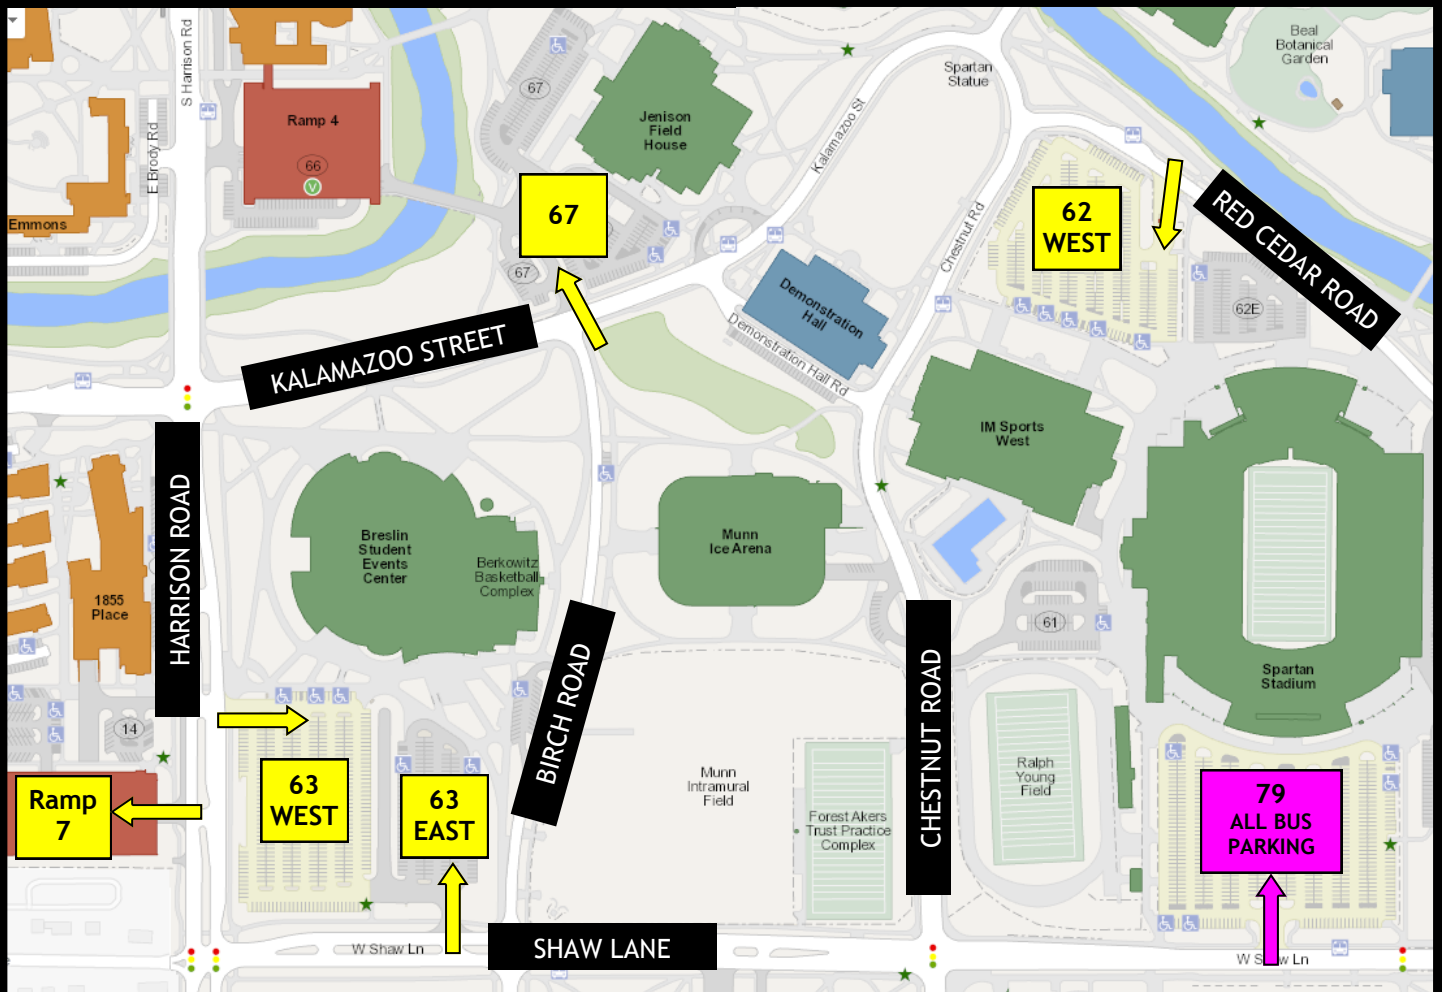 S Harrison Rd
Ramp 4
66
V
E Brody Rd
Emmons
67
Jenison
Field
House
67
67
Kalamazoo St
Spartan
Statue
Beal
Botanical
Garden
62
WEST
RED CEDAR ROAD
62E
Chestnut Rd
Demonstration
Hall
Demonstration Hall Rd
KALAMAZOO STREET
IM Sports
West
HARRISON ROAD
1855
Place
Breslin
Student
Events
Center
Berkowitz
Basketball
Complex
Munn
Ice Arena
61
Spartan
Stadium
BIRCH ROAD
CHESTNUT ROAD
14
Ramp
7
63
WEST
63
EAST
Munn
Intramural
Field
Forest Akers
Trust Practice
Complex
Ralph
Young
Field
79
ALL BUS
PARKING
W Shaw Ln
SHAW LANE
W Shaw Ln